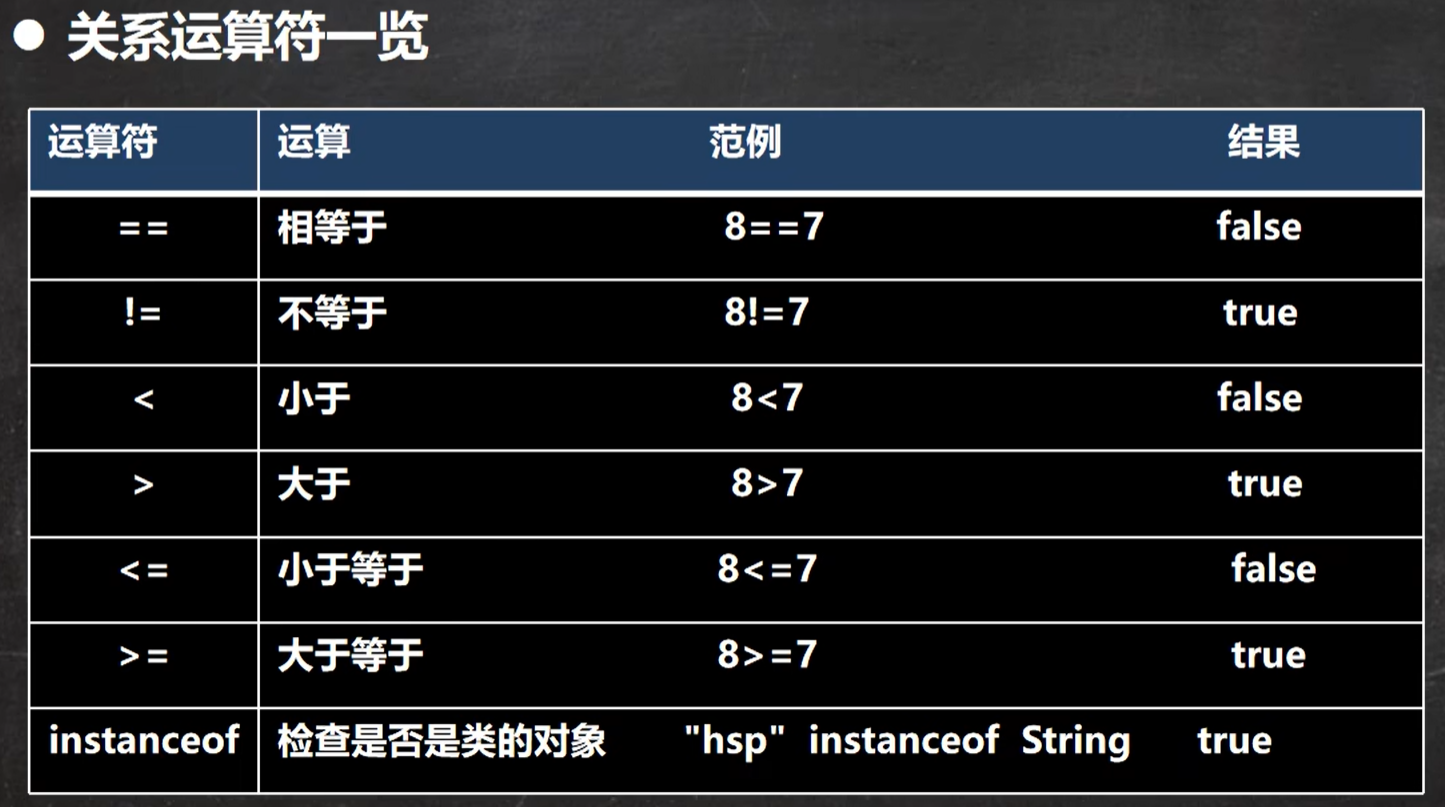 ● 关系运算符一览
运算符 运算 范例 结果
== 相等于 8==7 false
!= 不等于 8!=7 true
< 小于 8<7 false
> 大于 8>7 true
<= 小于等于 8<=7 false
>= 大于等于 8>=7 true
instanceof 检查是否是类的对象 "hsp" instanceof String true